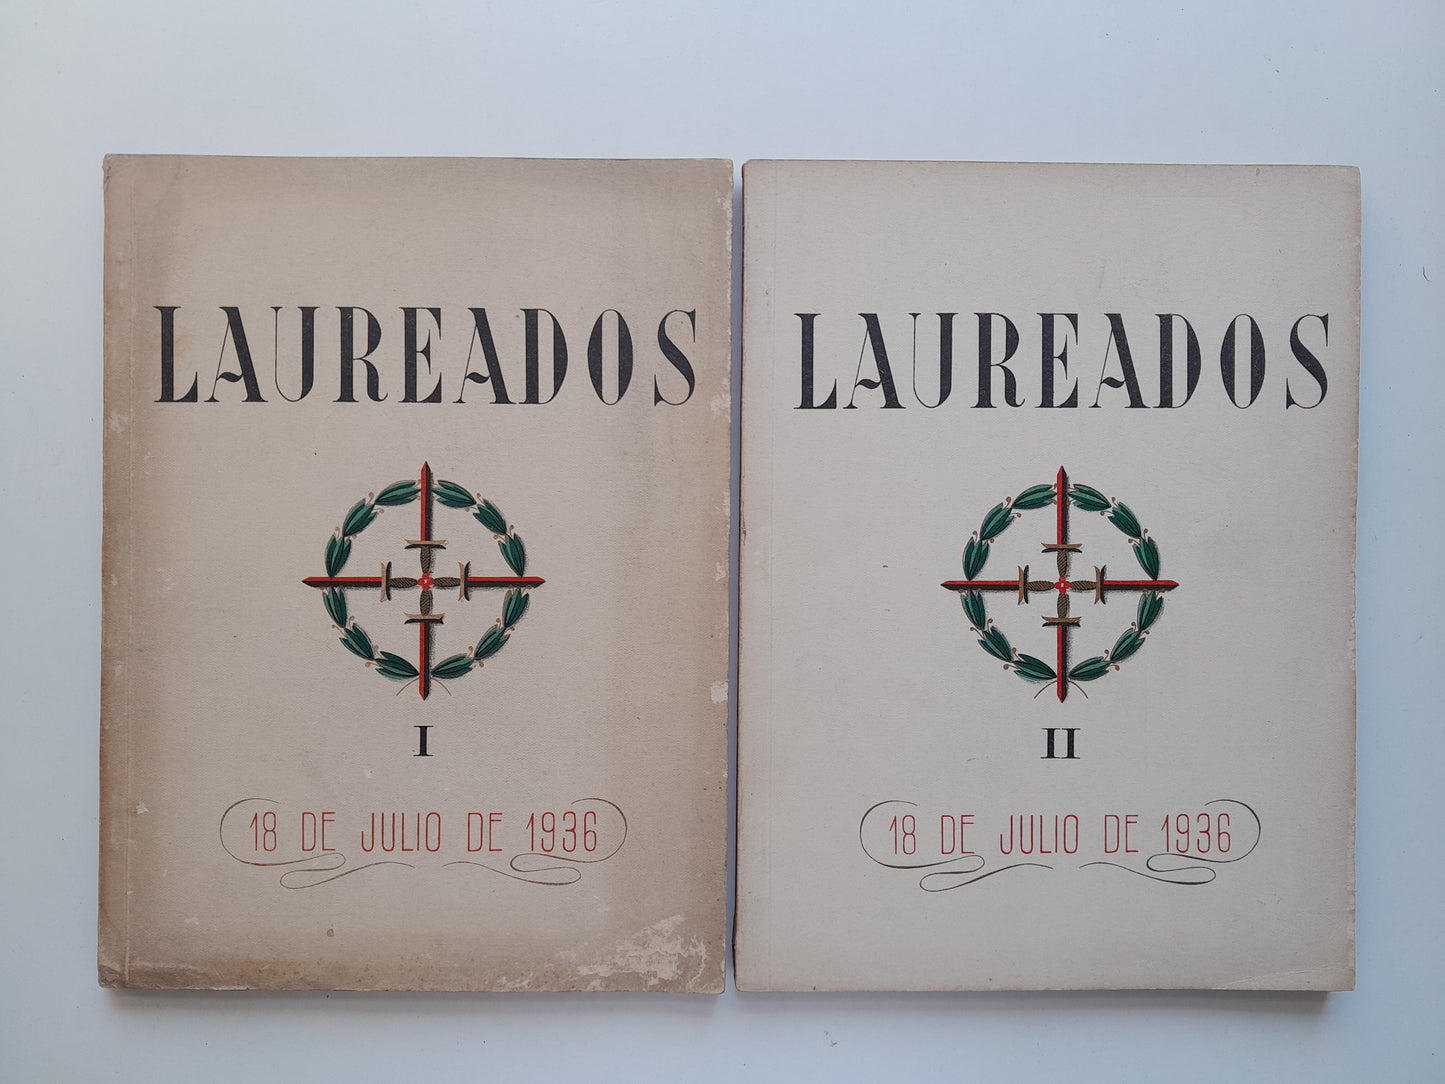 LAUREADOS
I
18 DE JULIO DE 1936
LAUREADOS
II
18 DE JULIO DE 1936